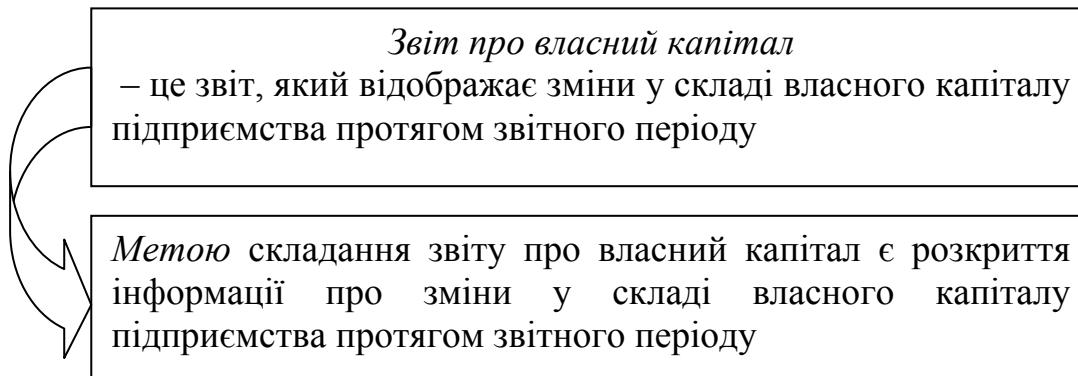 Звіт про власний капітал
– це звіт, який відображає зміни у складі власного капіталу
підприємства протягом звітного періоду
Метою складання звіту про власний капітал є розкриття
інформації про зміни у складі власного капіталу
підприємства протягом звітного періоду